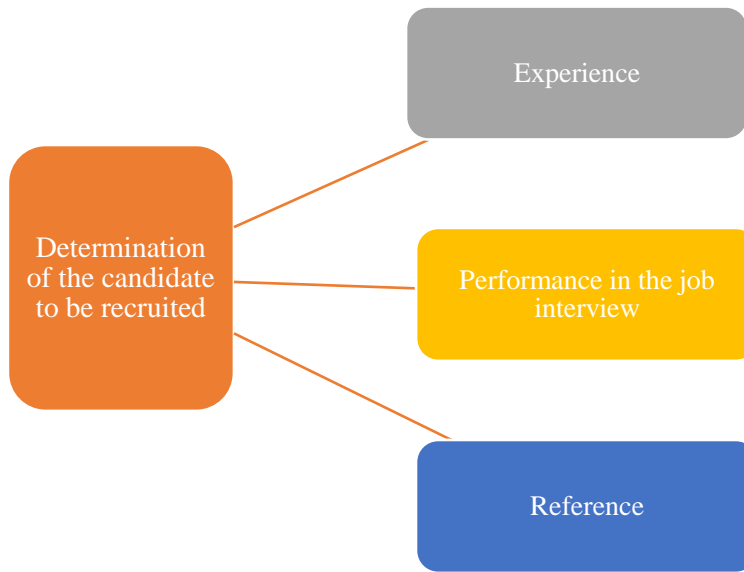 Experience
Determination
of the candidate
to be recruited
Performance in the job
interview
Reference